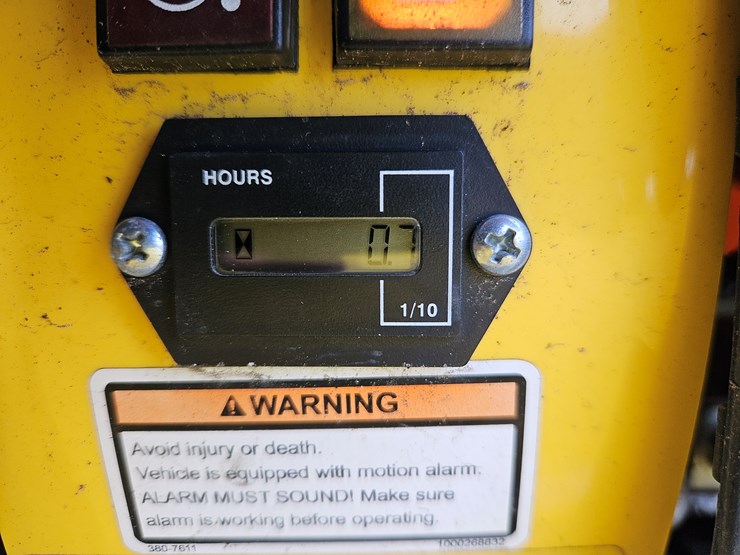 HOURS
0.7
1/10
WARNING
Avoid injury or death.
Vehicle is equipped with motion alarm.
ALARM MUST SOUND! Make sure
alarm is working before operating.
380-7611
1000268832